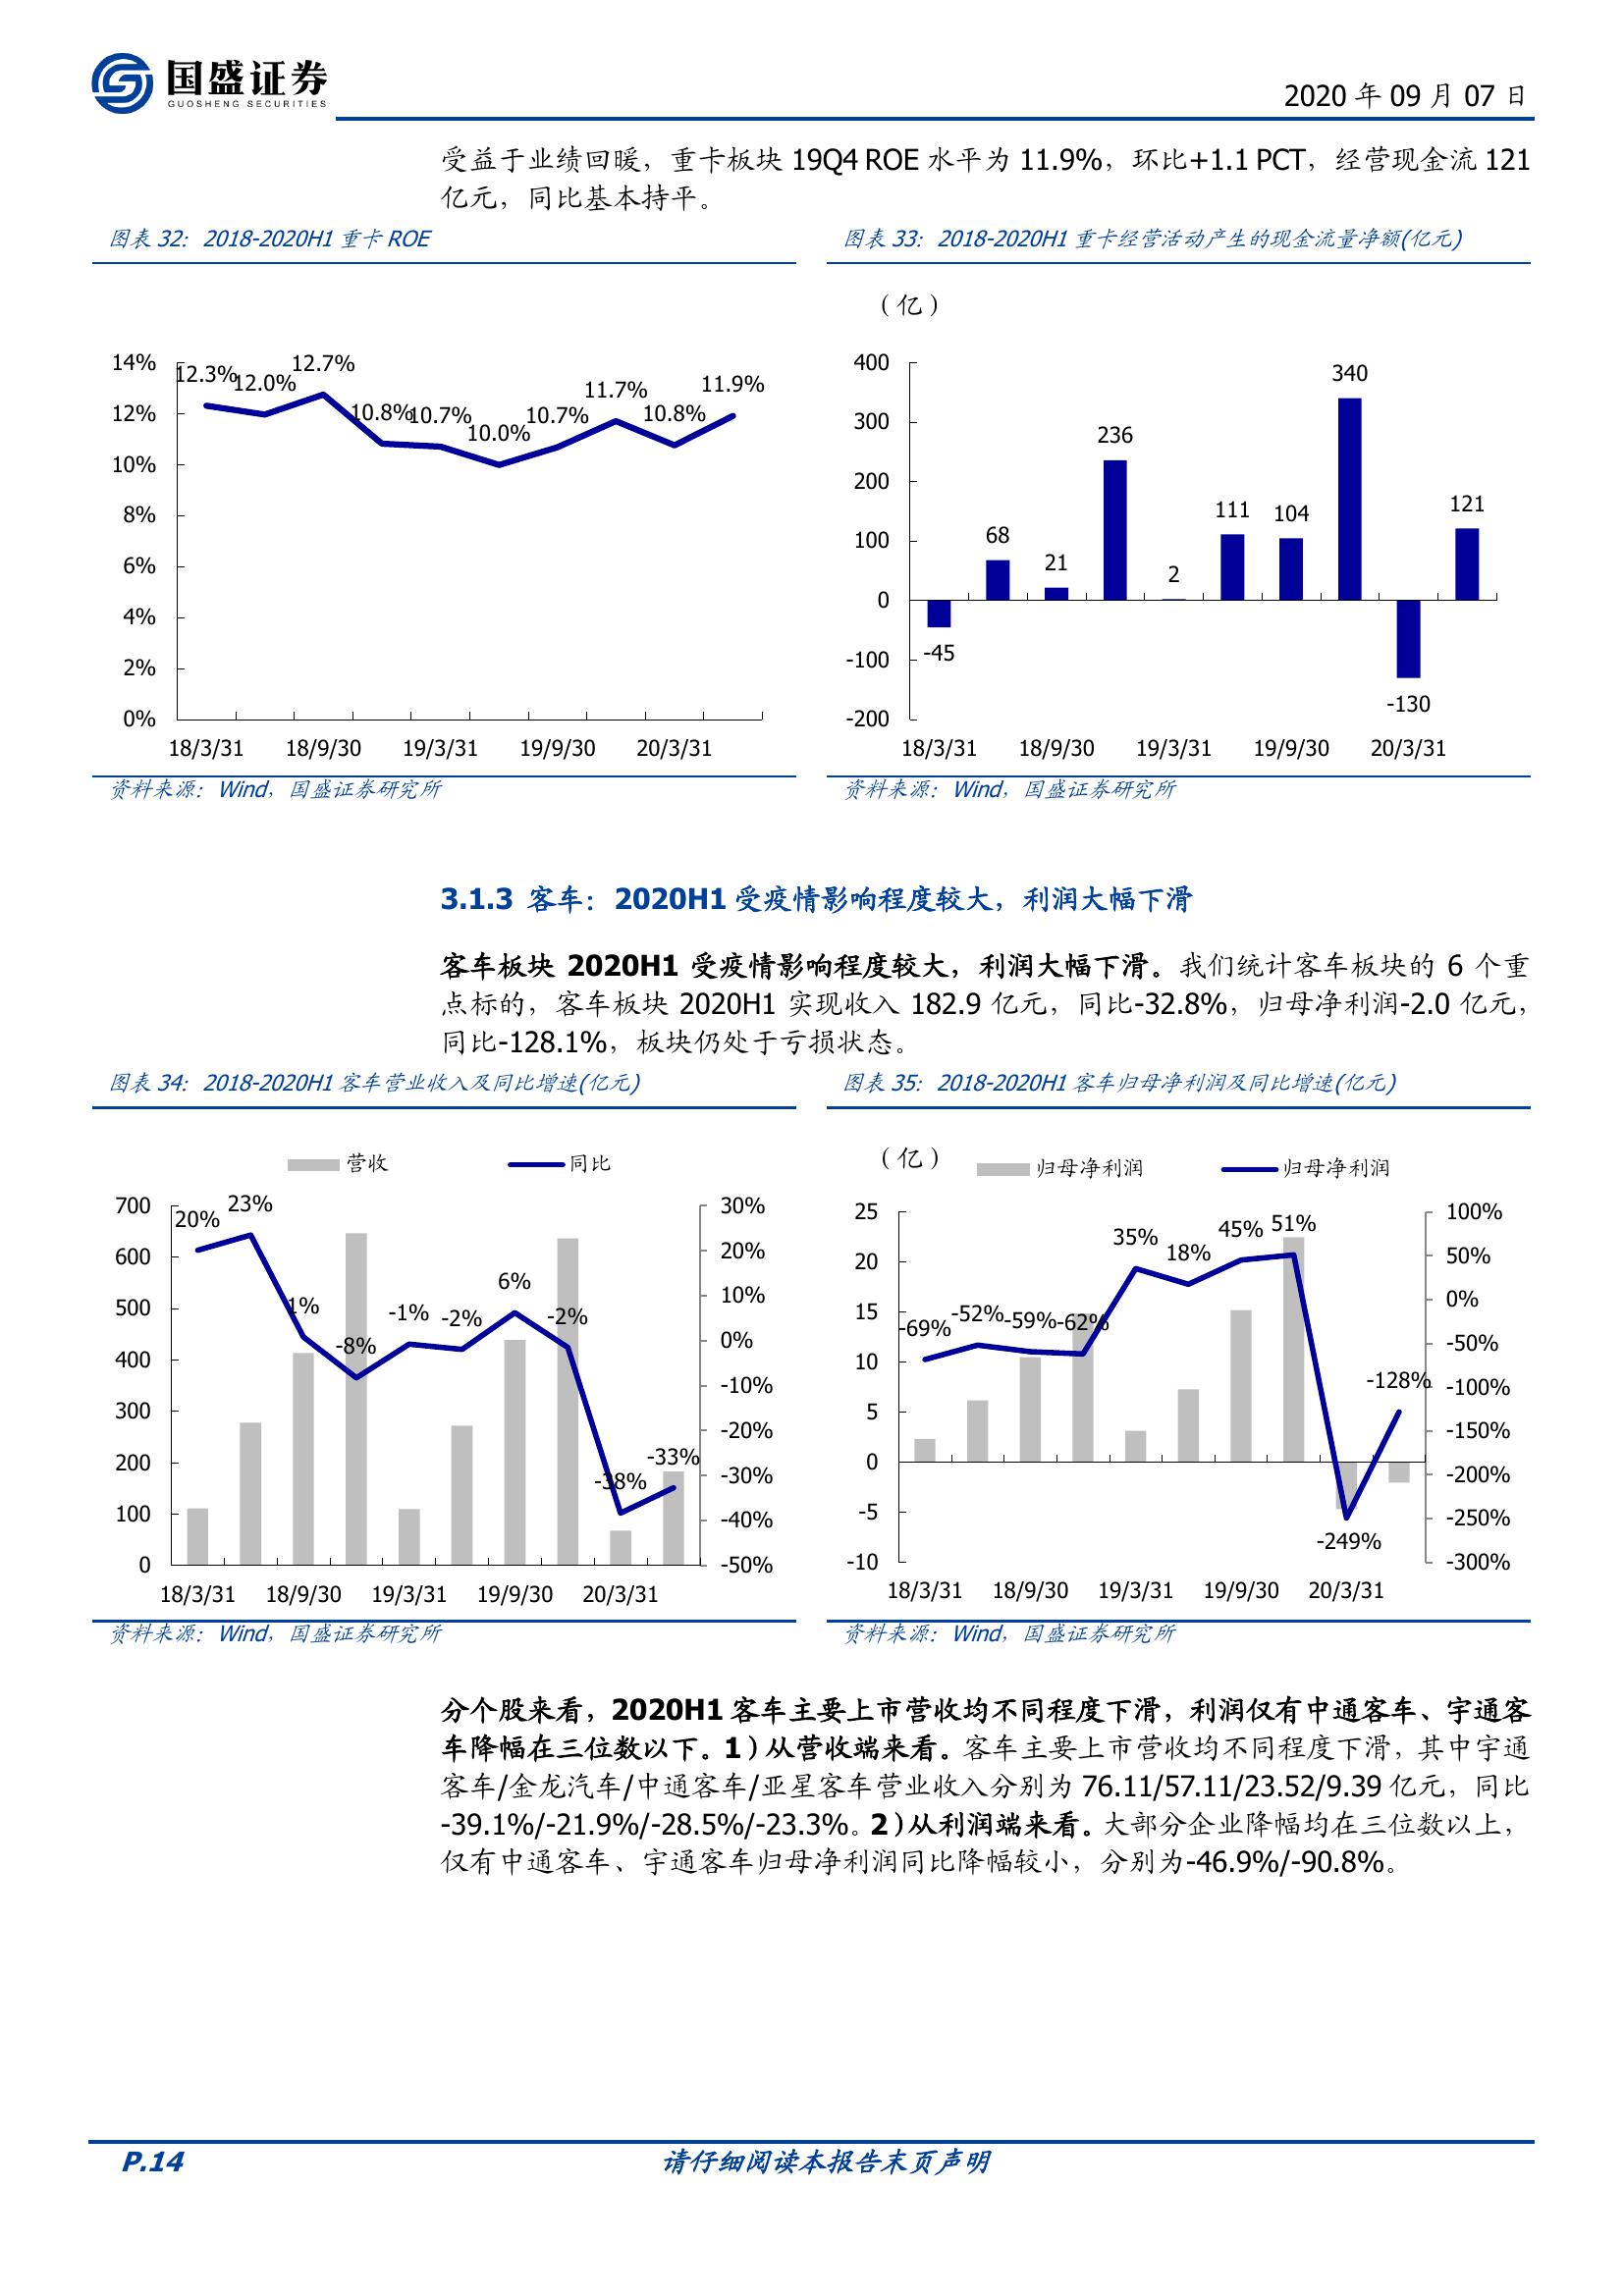 国盛证券
GUOSHENG SECURITIES
2020 年 09 月 07 日
受益于业绩回暖，重卡板块 19Q4 ROE 水平为 11.9%，环比+1.1 PCT，经营现金流 121
亿元，同比基本持平。
图表 32：2018-2020H1 重卡 ROE
14%
12%
10%
8%
6%
4%
2%
0%
12.3%
12.0%
12.7%
10.8%
10.7%
10.0%
10.7%
11.7%
10.8%
11.9%
18/3/31 18/9/30 19/3/31 19/9/30 20/3/31
资料来源：Wind，国盛证券研究所
图表 33：2018-2020H1 重卡经营活动产生的现金流量净额(亿元)
（亿）
400
300
200
100
0
-100
-200
-45
68
21
236
2
111
104
340
-130
121
18/3/31 18/9/30 19/3/31 19/9/30 20/3/31
资料来源：Wind，国盛证券研究所
3.1.3 客车：2020H1 受疫情影响程度较大，利润大幅下滑
客车板块 2020H1 受疫情影响程度较大，利润大幅下滑。我们统计客车板块的 6 个重
点标的，客车板块 2020H1 实现收入 182.9 亿元，同比-32.8%，归母净利润-2.0 亿元，
同比-128.1%，板块仍处于亏损状态。
图表 34：2018-2020H1 客车营业收入及同比增速(亿元)
营收 同比
700
600
500
400
300
200
100
0
20%
23%
1%
-8%
-1%
-2%
6%
-2%
-38%
-33%
30%
20%
10%
0%
-10%
-20%
-30%
-40%
-50%
18/3/31 18/9/30 19/3/31 19/9/30 20/3/31
资料来源：Wind，国盛证券研究所
图表 35：2018-2020H1 客车归母净利润及同比增速(亿元)
（亿） 归母净利润 归母净利润
25
20
15
10
5
0
-5
-10
-69%
-52%
-59%
-62%
35%
18%
45%
51%
-249%
-128%
100%
50%
0%
-50%
-100%
-150%
-200%
-250%
-300%
18/3/31 18/9/30 19/3/31 19/9/30 20/3/31
资料来源：Wind，国盛证券研究所
分个股来看，2020H1 客车主要上市营收均不同程度下滑，利润仅有中通客车、宇通客
车降幅在三位数以下。1）从营收端来看。客车主要上市营收均不同程度下滑，其中宇通
客车/金龙汽车/中通客车/亚星客车营业收入分别为 76.11/57.11/23.52/9.39 亿元，同比
-39.1%/-21.9%/-28.5%/-23.3%。2）从利润端来看。大部分企业降幅均在三位数以上，
仅有中通客车、宇通客车归母净利润同比降幅较小，分别为-46.9%/-90.8%。
P.14 请仔细阅读本报告末页声明